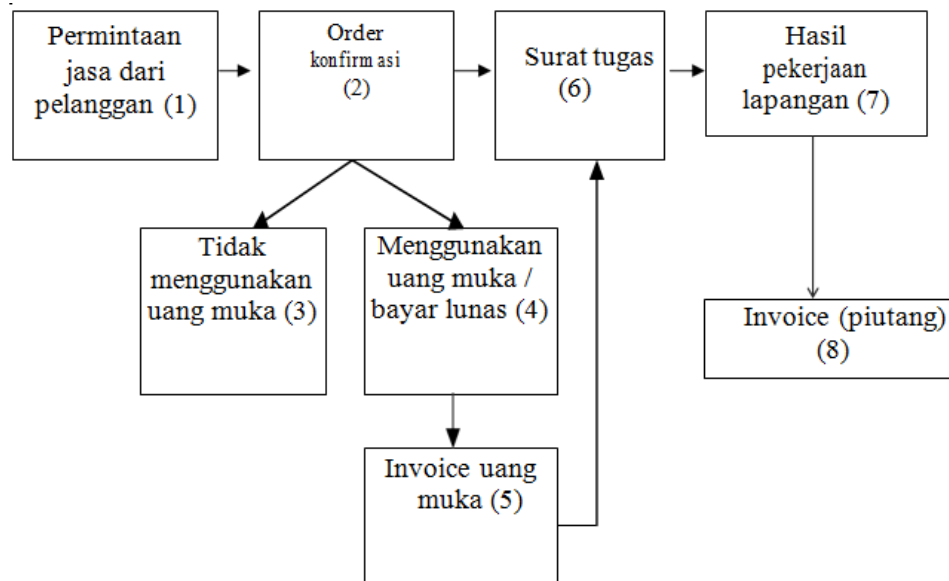 Permintaan
jasa dari
pelanggan (1)
Order
konfirm asi
(2)
Surat tugas
(6)
Hasil
pekerjaan
lapangan (7)
Tidak
menggunakan
uang muka (3)
Menggunakan
uang muka /
bayar lunas (4)
Invoice (piutang)
(8)
Invoice uang
muka (5)